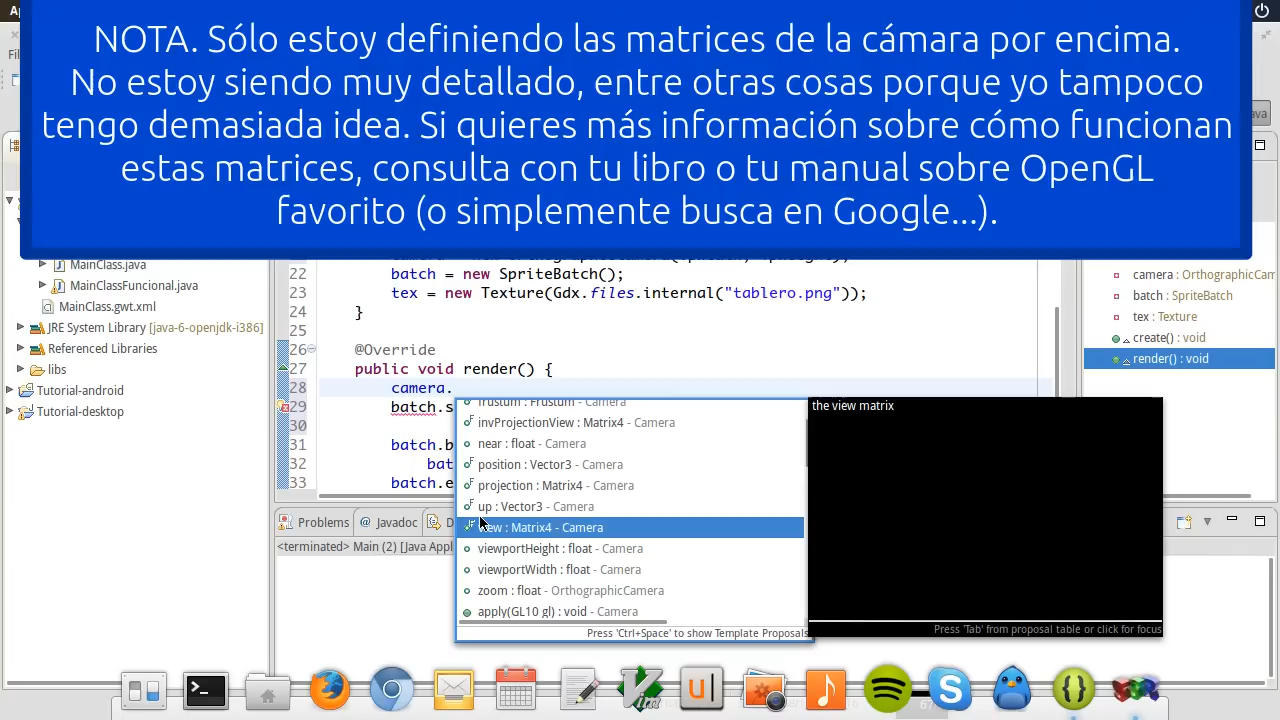 NOTA. Sólo estoy definiendo las matrices de la cámara por encima.
No estoy siendo muy detallado, entre otras cosas porque yo tampoco
tengo demasiada idea. Si quieres más información sobre cómo funcionan
estas matrices, consulta con tu libro o tu manual sobre OpenGL
favorito (o simplemente busca en Google...).
MainClass.java
MainClassFuncional.java
MainClass.gwt.xml
JRE System Library [java-6-openjdk-i386]
Referenced Libraries
libs
Tutorial-android
Tutorial-desktop
22 batch = new SpriteBatch();
23 tex = new Texture(Gdx.files.internal("tablero.png"));
24 }
25
26 @Override
27 public void render() {
28 camera.
29 batch.s
30
31 batch.b
32 bat
33 batch.e
frustum : Frustum - Camera
invProjectionView : Matrix4 - Camera
near : float - Camera
position : Vector3 - Camera
projection : Matrix4 - Camera
up : Vector3 - Camera
view : Matrix4 - Camera
viewportHeight : float - Camera
viewportWidth : float - Camera
zoom : float - OrthographicCamera
apply(GL10 gl) : void - Camera
Press 'Ctrl+Space' to show Template Proposals
the view matrix
Press 'Tab' from proposal table or click for focus
camera : OrthographicCam
batch : SpriteBatch
tex : Texture
create() : void
render() : void
Problems
Javadoc
<terminated> Main (2) [Java Appl